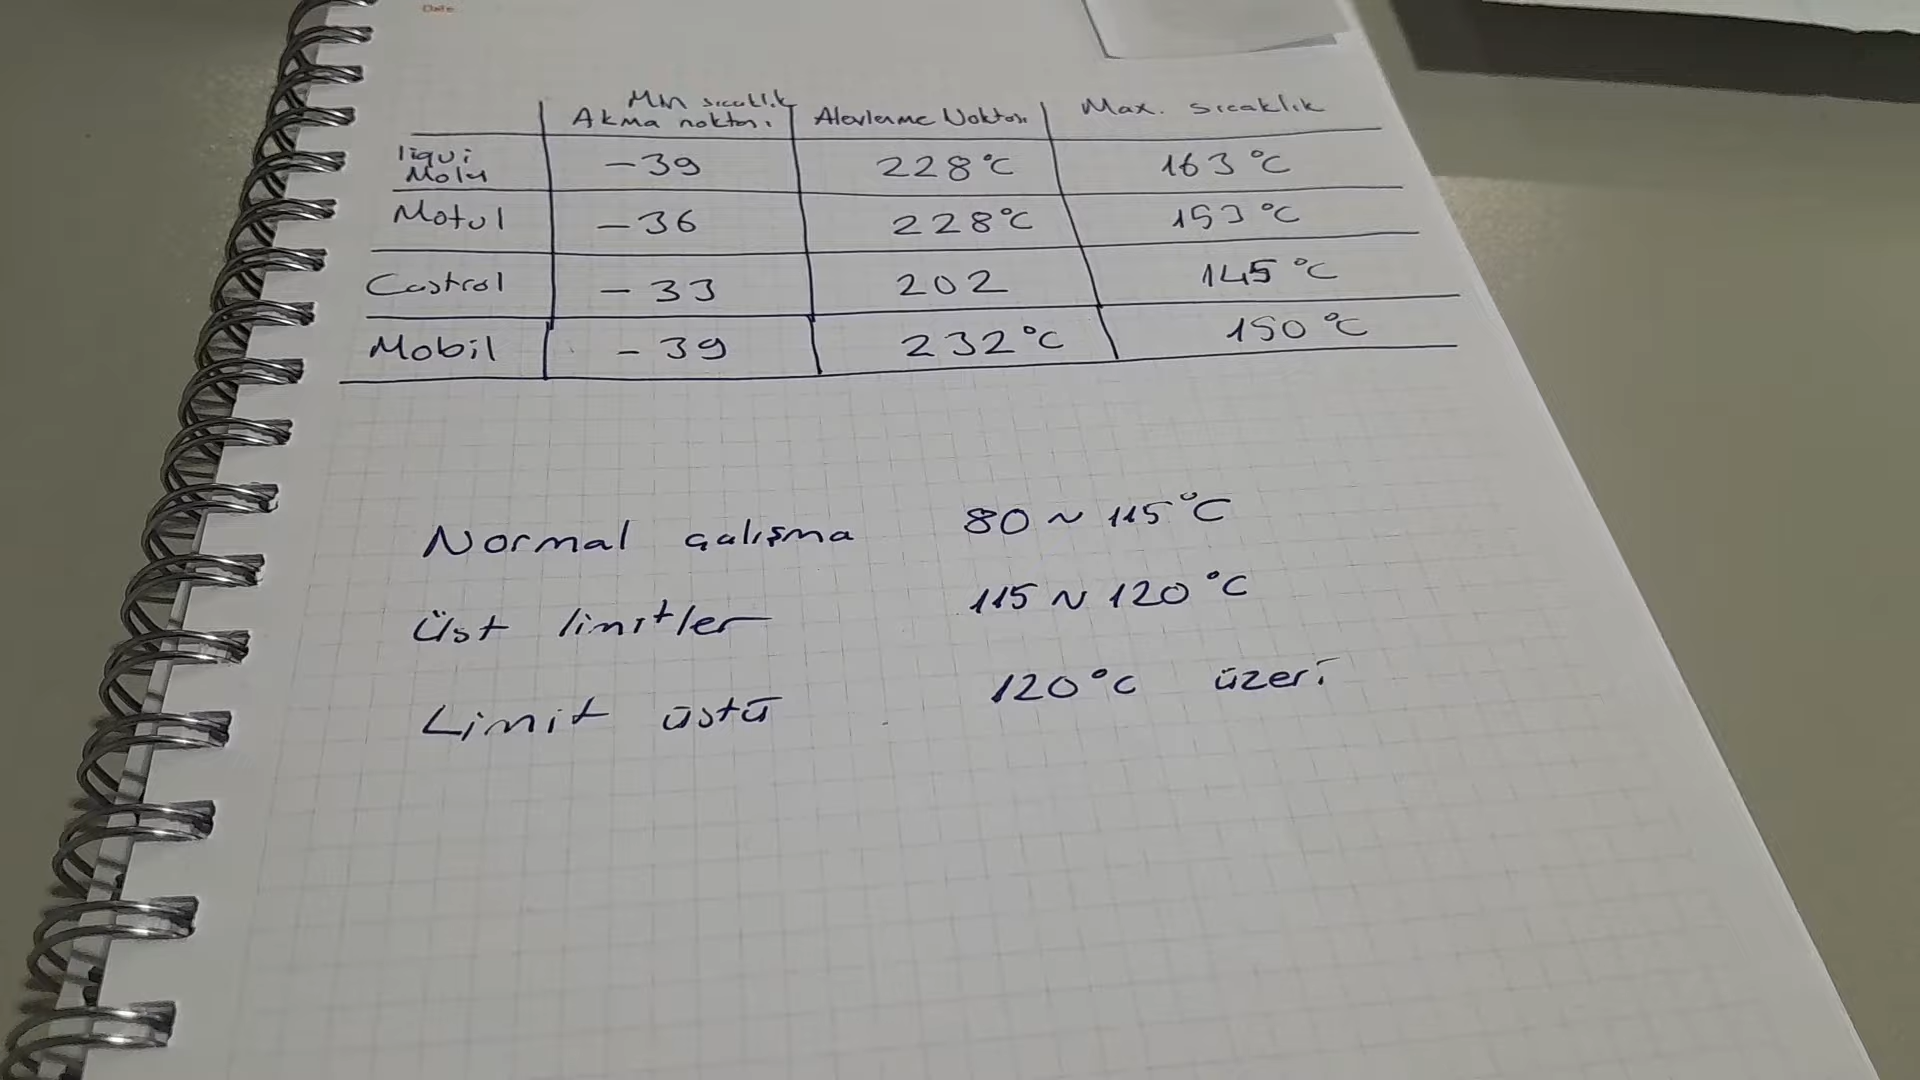 Date
Min sıcaklık
Akma noktası Alevlenme Noktası Max. sıcaklık
liqui Moly -39 228°C 163°C
Motul -36 228°C 153°C
Castrol -33 202 145°C
Mobil -39 232°C 150°C
Normal çalışma 80 ~ 115°C
Üst limitler 115 ~ 120°C
Limit üstü 120°C üzeri